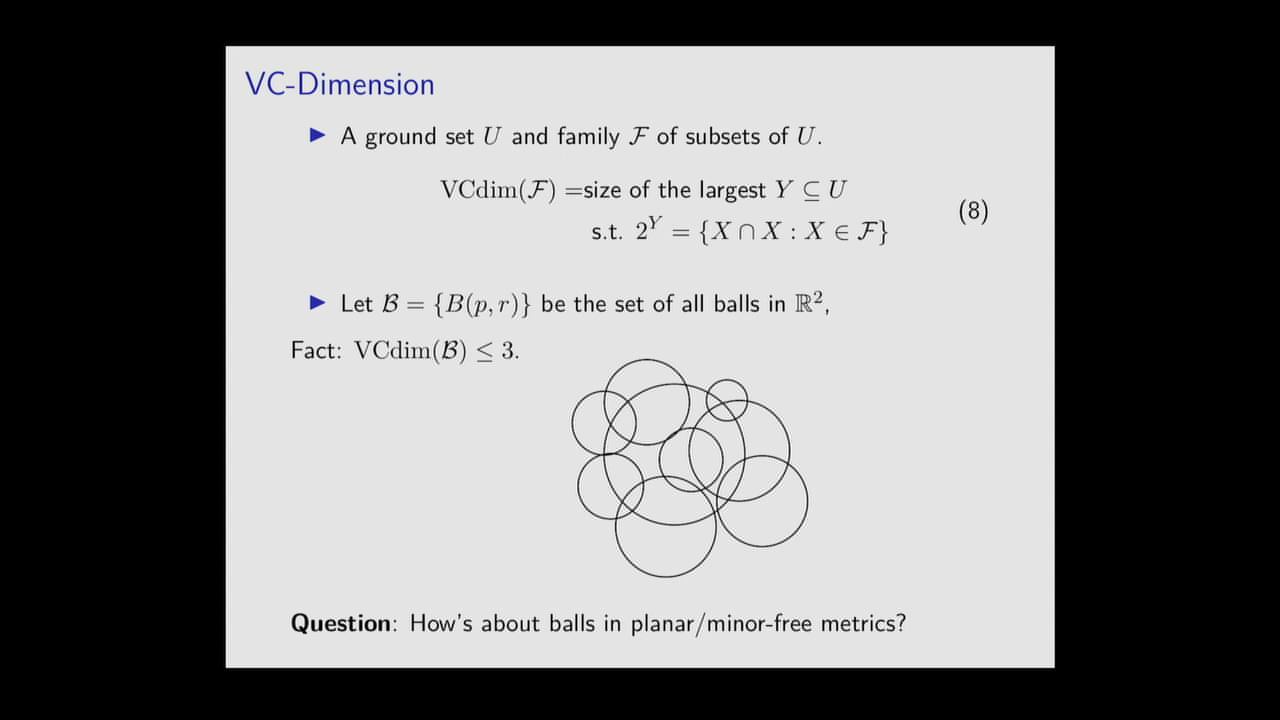 VC-Dimension
▶ A ground set U and family ℱ of subsets of U.
VCdim(ℱ) =size of the largest Y ⊆ U
s.t. 2^Y = {X ∩ X : X ∈ ℱ}
(8)
▶ Let ℬ = {B(p, r)} be the set of all balls in ℝ²,
Fact: VCdim(ℬ) ≤ 3.
Question: How's about balls in planar/minor-free metrics?